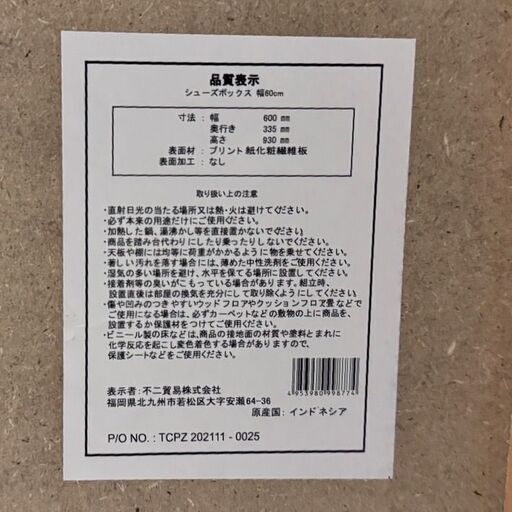 品質表示
シューズボックス 幅60cm
寸法：幅 600 ㎜
奥行き 335 ㎜
高さ 930 ㎜
表面材：プリント紙化粧繊維板
表面加工：なし
取り扱い上の注意
・直射日光の当たる場所又は熱・火は避けてください。
・必ず本来の用途だけにご使用ください。
・加熱した鍋、湯沸かし等を直接置かないでください。
・商品を踏み台代わりにしたり乗ったりしないでください。
・天板や棚には均等に荷重がかかるように物を乗せてください。
・著しい汚れを落す場合には、薄めた中性洗剤をご使用ください。
・湿気の多い場所を避け、水平を保てる場所に設置してください。
・接着剤等の臭いがこもっている場合があります。組立時、
設置直後は部屋の換気を充分にして取り除くようにしてください。
・傷や凹みのつきやすいウッドフロアやクッションフロア畳などで
ご使用になる場合は、必ずカーペットなどの敷物の上に商品を、
設置するか保護材をつけてご使用ください。
・ビニール製の床などは、商品の接地面の材質や塗料とまれに
化学反応を起こし変色着色する場合がありますので、
保護シートなどをご使用ください。
4953980998774
表示者：不二貿易株式会社
福岡県北九州市若松区大字安瀬64-36
原産国：インドネシア
P/O NO. : TCPZ 202111 - 0025